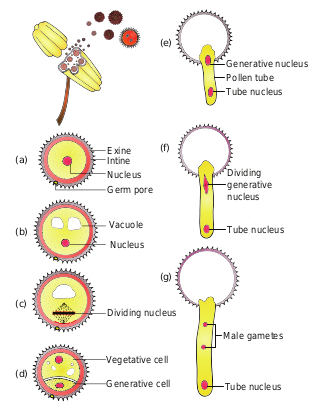 (a)
Exine
Intine
Nucleus
Germ pore
(b)
Vacuole
Nucleus
(c)
Dividing nucleus
(d)
Vegetative cell
Generative cell
(e)
Generative nucleus
Pollen tube
Tube nucleus
(f)
Dividing
generative
nucleus
Tube nucleus
(g)
Male gametes
Tube nucleus